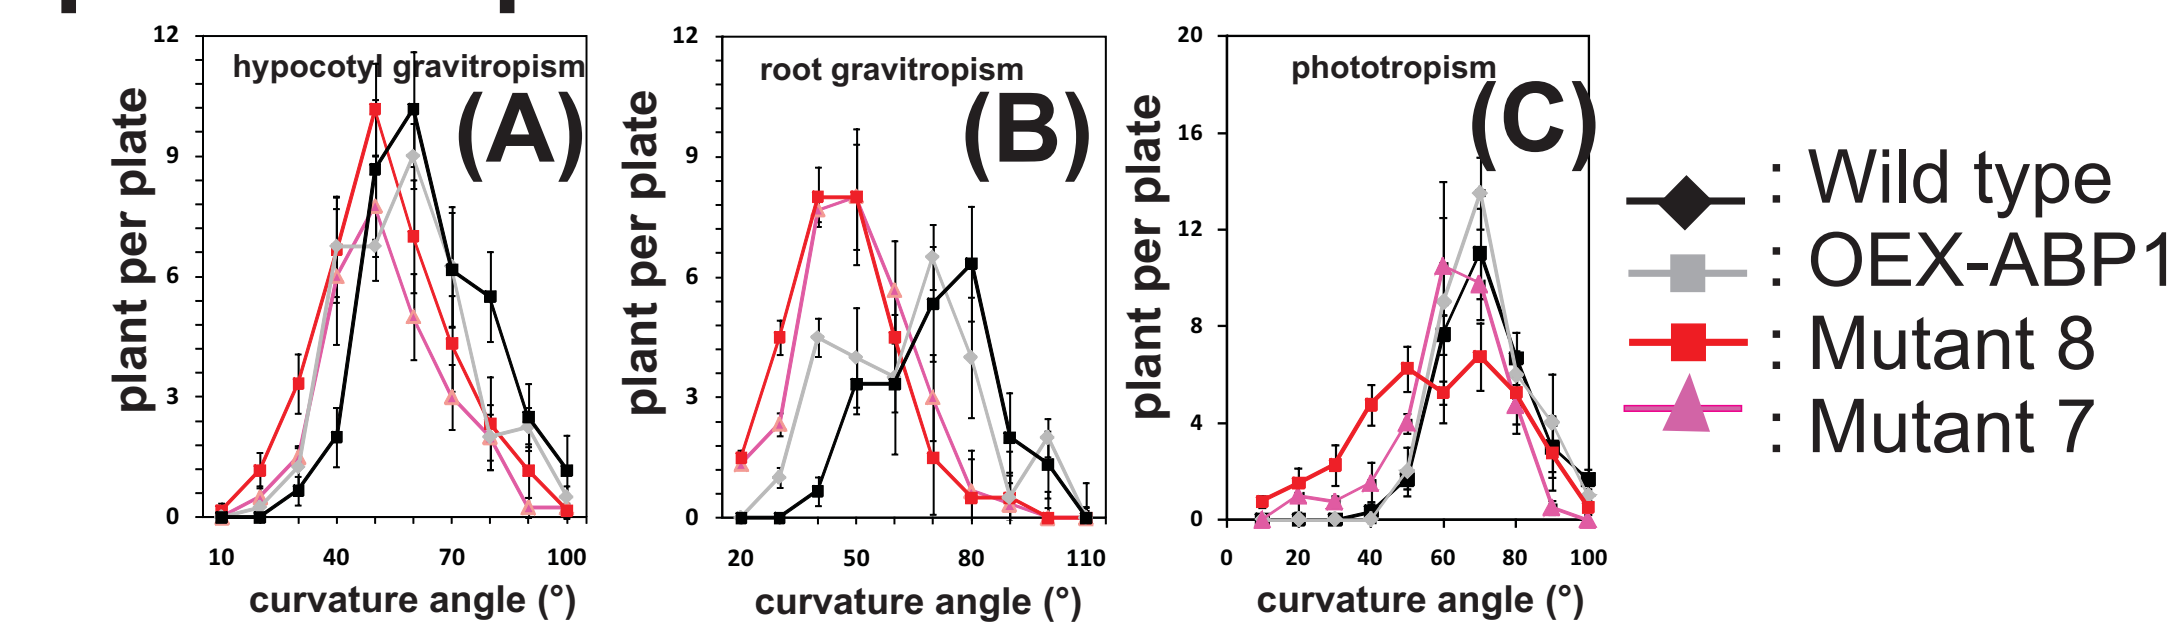 hypocotyl gravitropism
(A)
plant per plate
12
9
6
3
0
10 40 70 100
curvature angle (°)
root gravitropism
(B)
plant per plate
12
9
6
3
0
20 50 80 110
curvature angle (°)
phototropism
(C)
plant per plate
20
16
12
8
4
0
0 20 40 60 80 100
curvature angle (°)
: Wild type
: OEX-ABP1
: Mutant 8
: Mutant 7